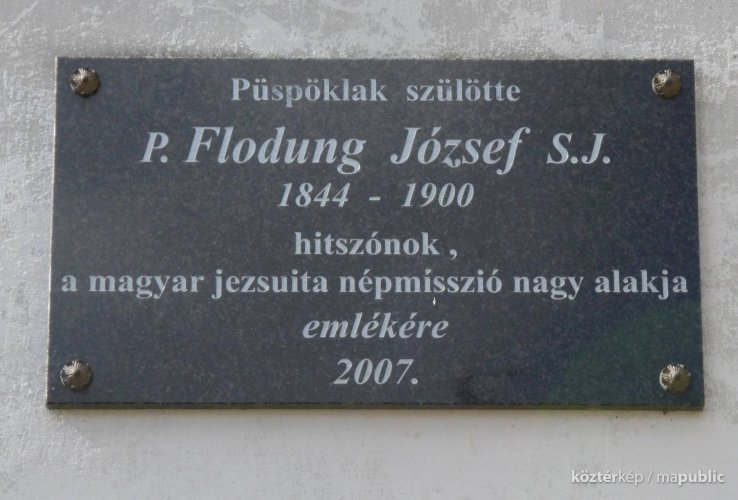 Püspöklak szülötte
P. Flodung József S.J.
1844 - 1900
hitszónok ,
a magyar jezsuita népmisszió nagy alakja
emlékére
2007.
köztérkép / mapublic